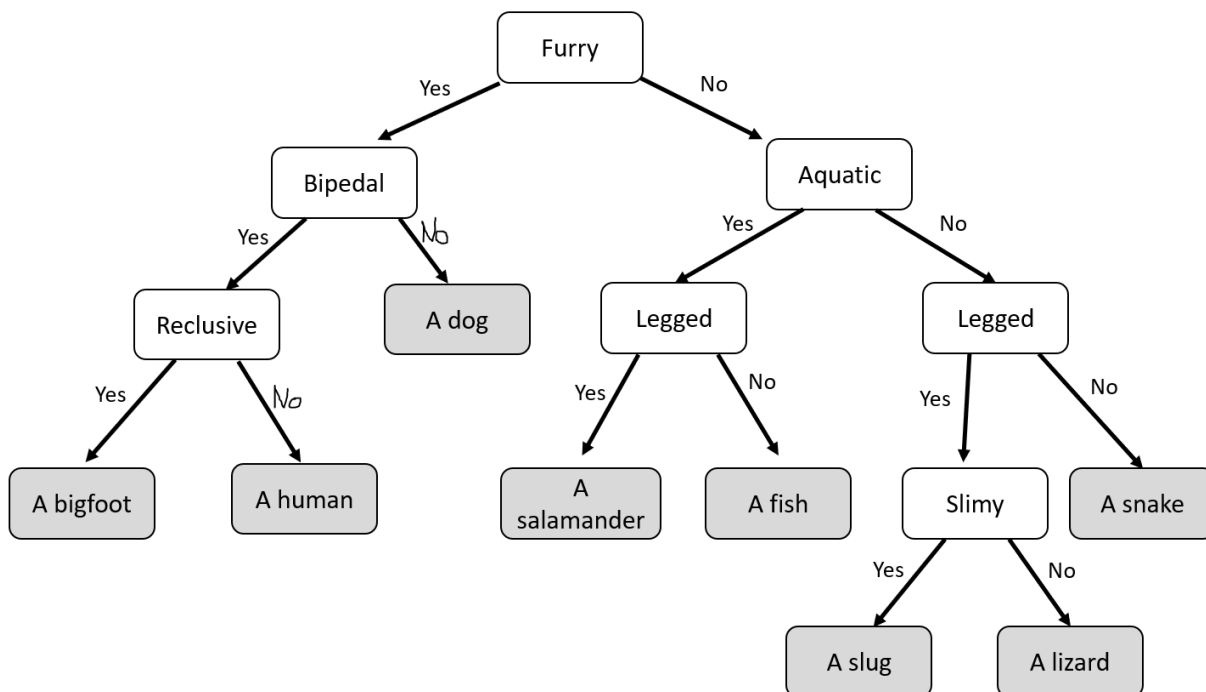 Furry
Yes
No
Bipedal
Aquatic
Yes
No
Yes
No
Reclusive
A dog
Legged
Legged
Yes
No
Yes
No
Yes
No
A bigfoot
A human
A
salamander
A fish
Slimy
A snake
Yes
No
A slug
A lizard